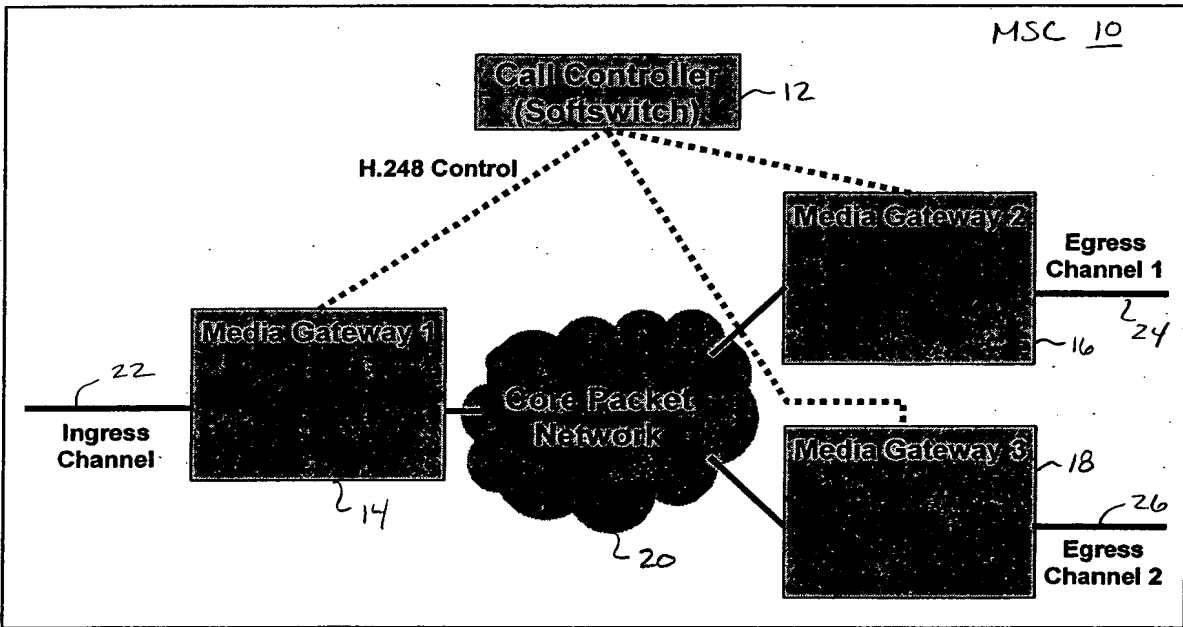 MSC 10
Call Controller
(Softswitch)
12
H.248 Control
Media Gateway 2
Egress
Channel 1
24
16
Media Gateway 1
22
Ingress
Channel
14
Core Packet
Network
20
Media Gateway 3
18
26
Egress
Channel 2